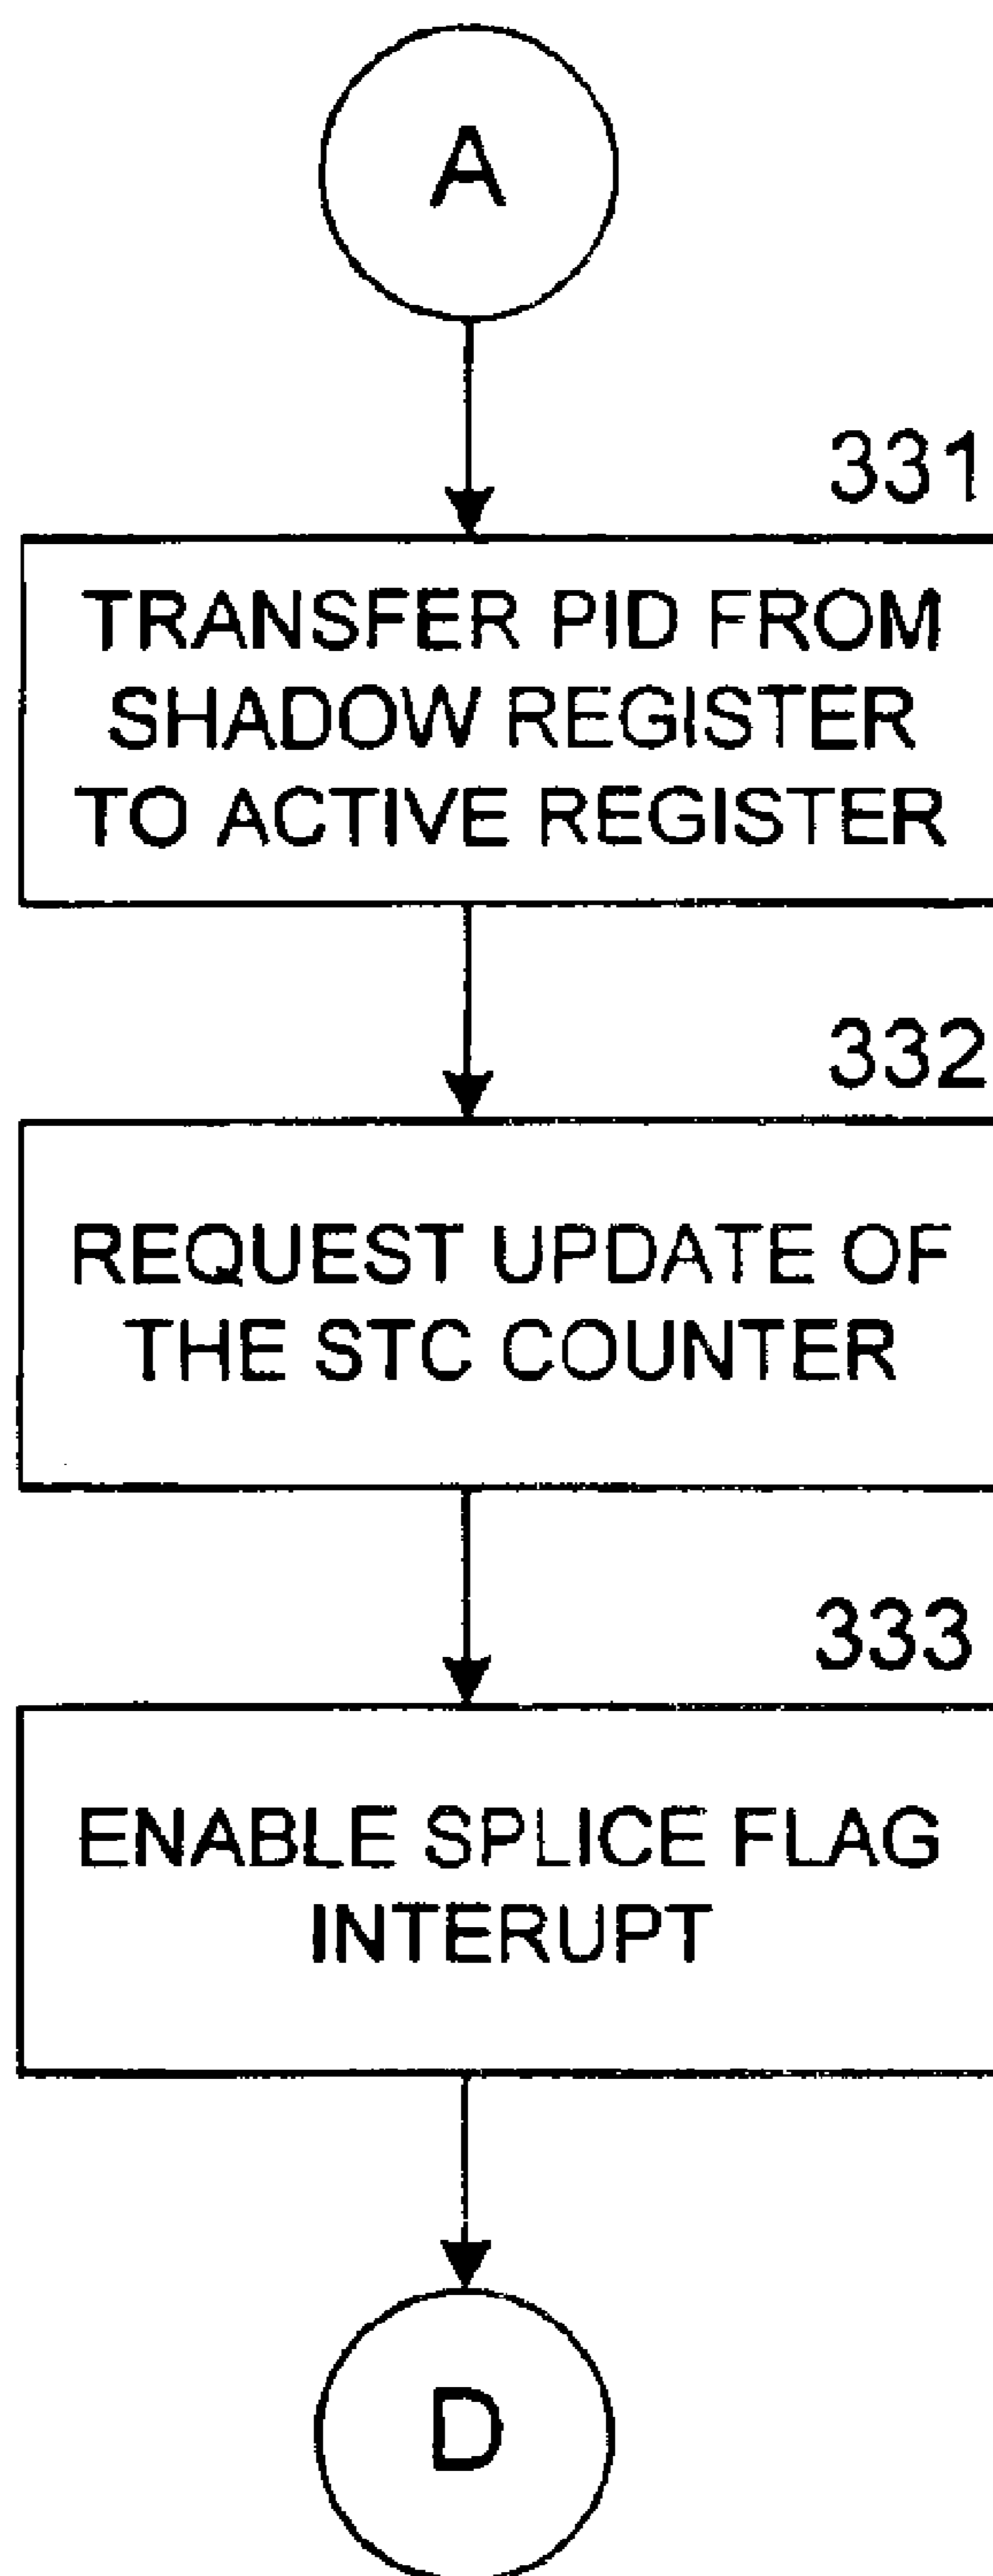 A
331
TRANSFER PID FROM
SHADOW REGISTER
TO ACTIVE REGISTER
332
REQUEST UPDATE OF
THE STC COUNTER
333
ENABLE SPLICE FLAG
INTERUPT
D